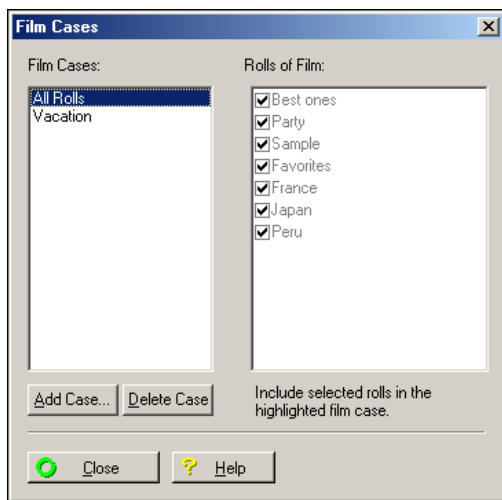 Film Cases
Film Cases:
Rolls of Film:
All Rolls
Vacation
Best ones
Party
Sample
Favorites
France
Japan
Peru
Add Case...
Delete Case
Include selected rolls in the
highlighted film case.
Close
? Help